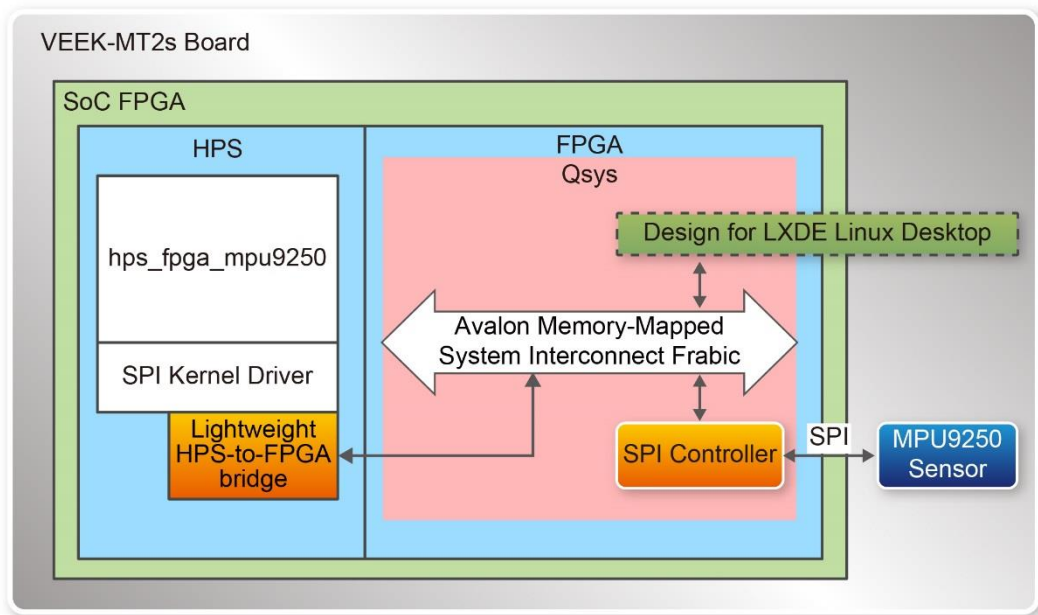 VEEK-MT2s Board
SoC FPGA
HPS
hps_fpga_mpu9250
SPI Kernel Driver
Lightweight
HPS-to-FPGA
bridge
FPGA
Qsys
Design for LXDE Linux Desktop
Avalon Memory-Mapped
System Interconnect Frabic
SPI Controller
SPI
MPU9250
Sensor